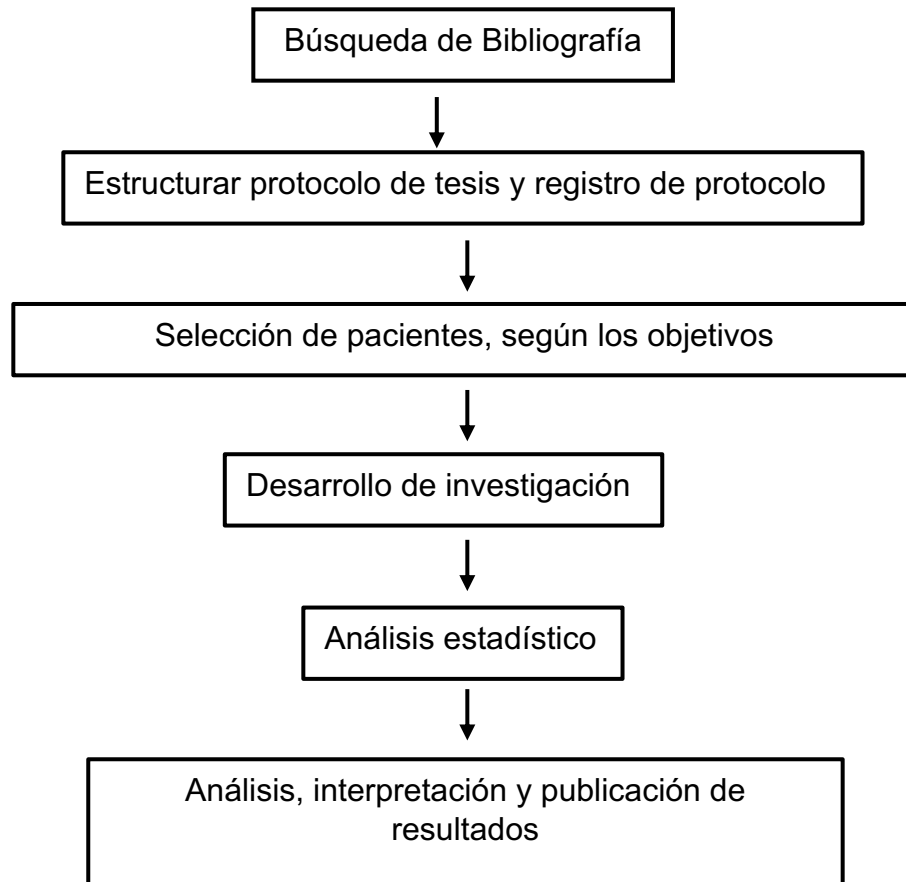 Búsqueda de Bibliografía
Estructurar protocolo de tesis y registro de protocolo
Selección de pacientes, según los objetivos
Desarrollo de investigación
Análisis estadístico
Análisis, interpretación y publicación de
resultados